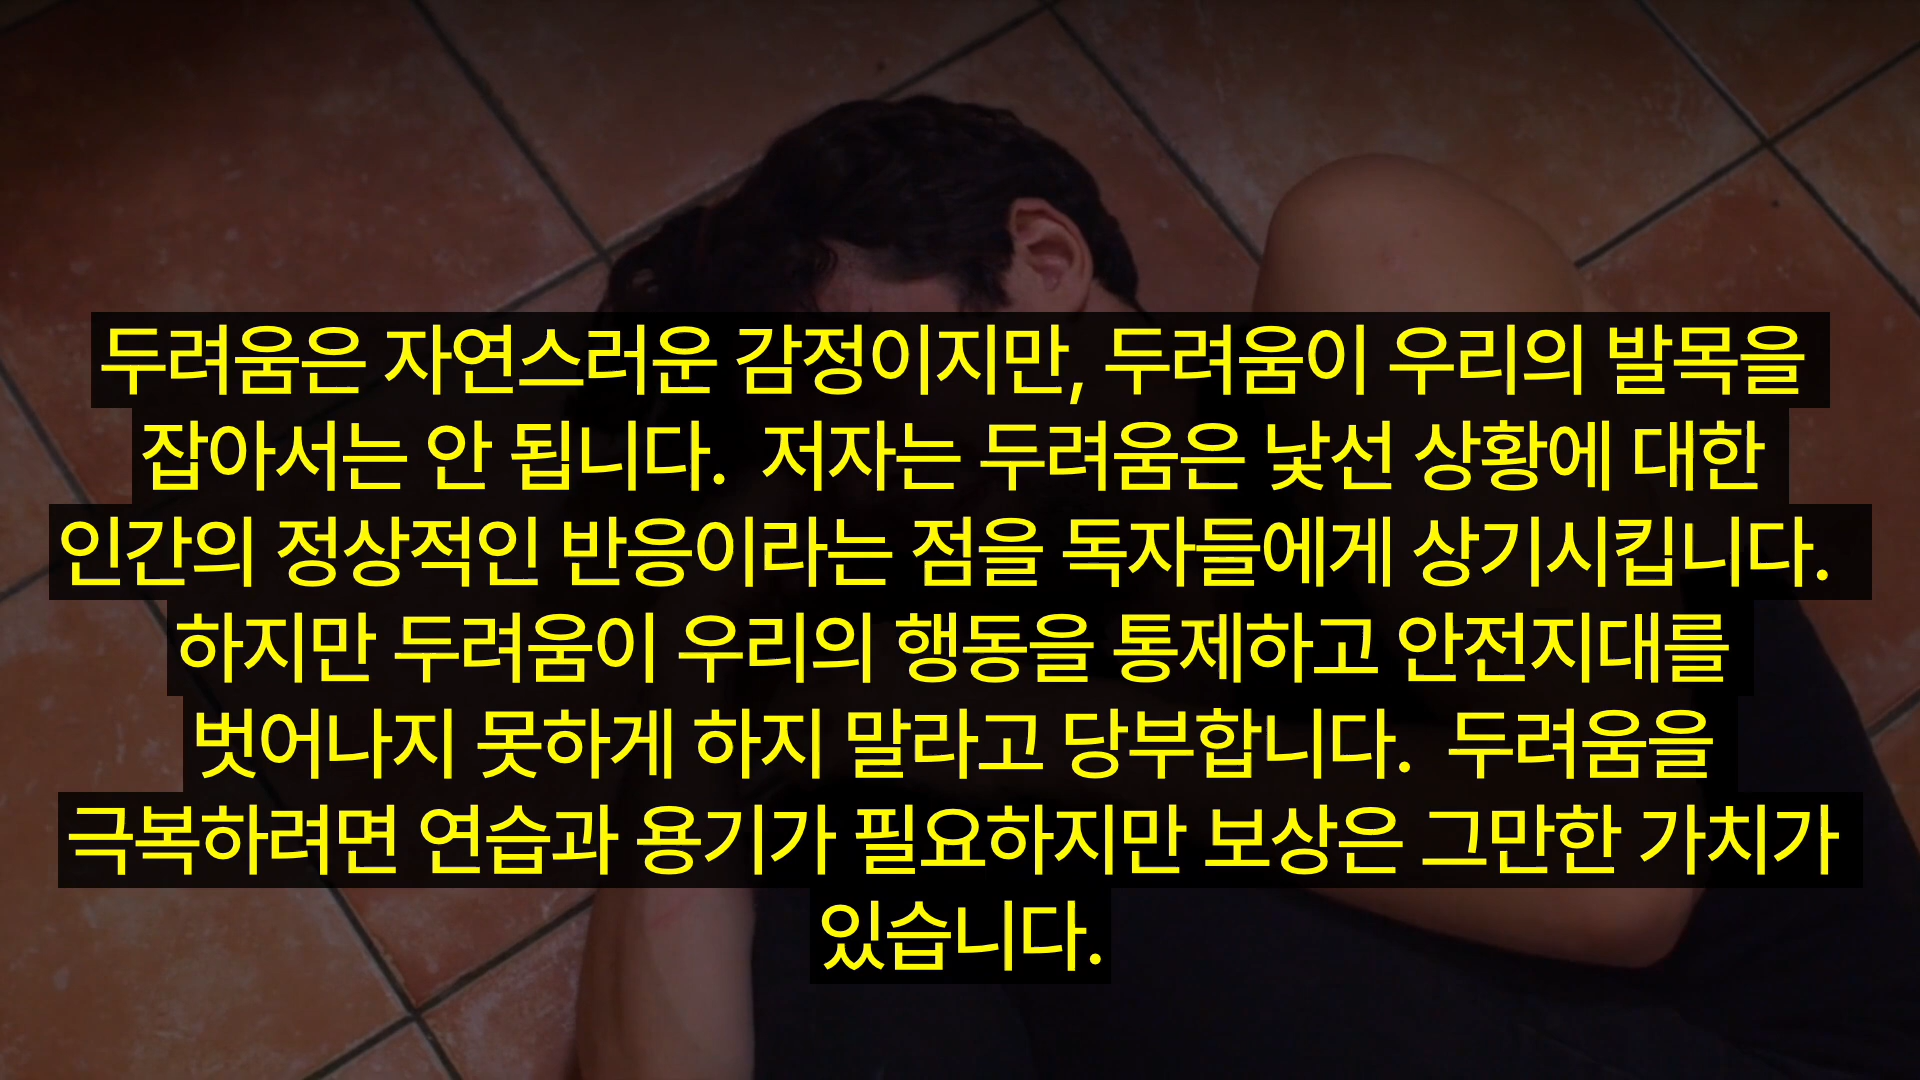 두려움은 자연스러운 감정이지만, 두려움이 우리의 발목을
잡아서는 안 됩니다. 저자는 두려움은 낯선 상황에 대한
인간의 정상적인 반응이라는 점을 독자들에게 상기시킵니다.
하지만 두려움이 우리의 행동을 통제하고 안전지대를
벗어나지 못하게 하지 말라고 당부합니다. 두려움을
극복하려면 연습과 용기가 필요하지만 보상은 그만한 가치가
있습니다.